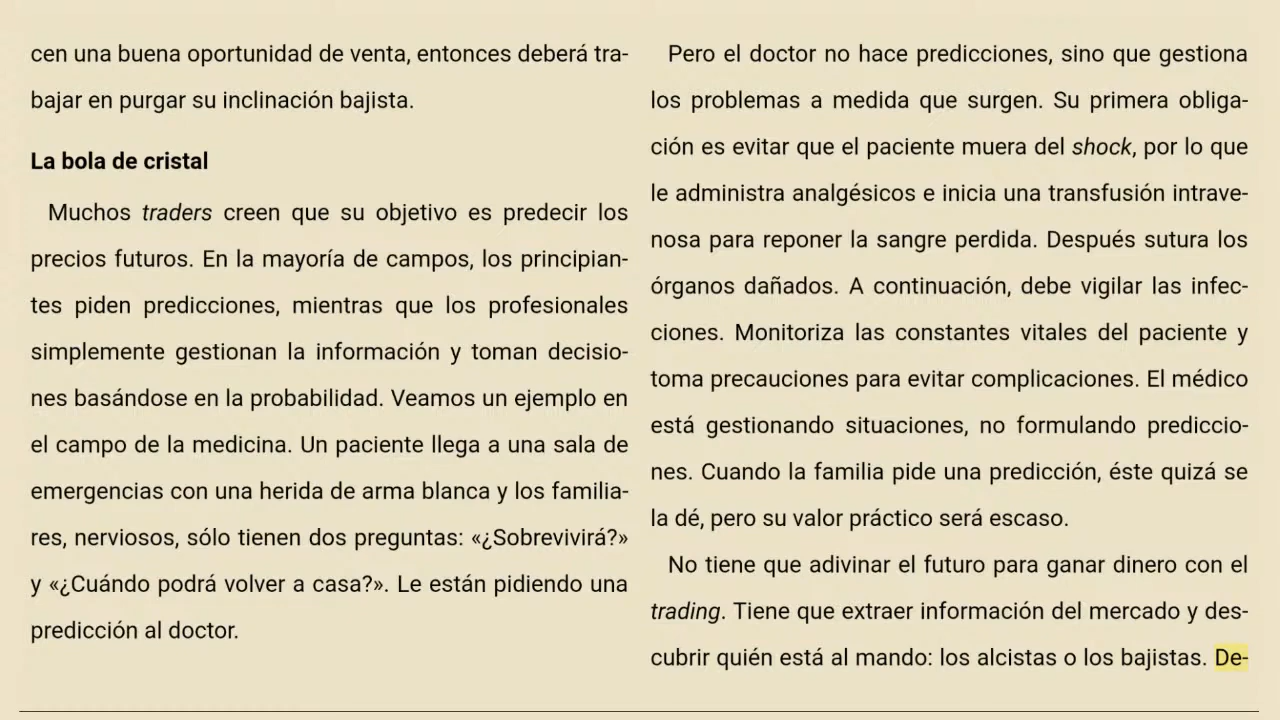 cen una buena oportunidad de venta, entonces deberá tra-
bajar en purgar su inclinación bajista.
La bola de cristal
Muchos traders creen que su objetivo es predecir los
precios futuros. En la mayoría de campos, los principian-
tes piden predicciones, mientras que los profesionales
simplemente gestionan la información y toman decisio-
nes basándose en la probabilidad. Veamos un ejemplo en
el campo de la medicina. Un paciente llega a una sala de
emergencias con una herida de arma blanca y los familia-
res, nerviosos, sólo tienen dos preguntas: «¿Sobrevivirá?»
y «¿Cuándo podrá volver a casa?». Le están pidiendo una
predicción al doctor.
Pero el doctor no hace predicciones, sino que gestiona
los problemas a medida que surgen. Su primera obliga-
ción es evitar que el paciente muera del shock, por lo que
le administra analgésicos e inicia una transfusión intrave-
nosa para reponer la sangre perdida. Después sutura los
órganos dañados. A continuación, debe vigilar las infec-
ciones. Monitoriza las constantes vitales del paciente y
toma precauciones para evitar complicaciones. El médico
está gestionando situaciones, no formulando prediccio-
nes. Cuando la familia pide una predicción, éste quizá se
la dé, pero su valor práctico será escaso.
No tiene que adivinar el futuro para ganar dinero con el
trading. Tiene que extraer información del mercado y des-
cubrir quién está al mando: los alcistas o los bajistas. De-